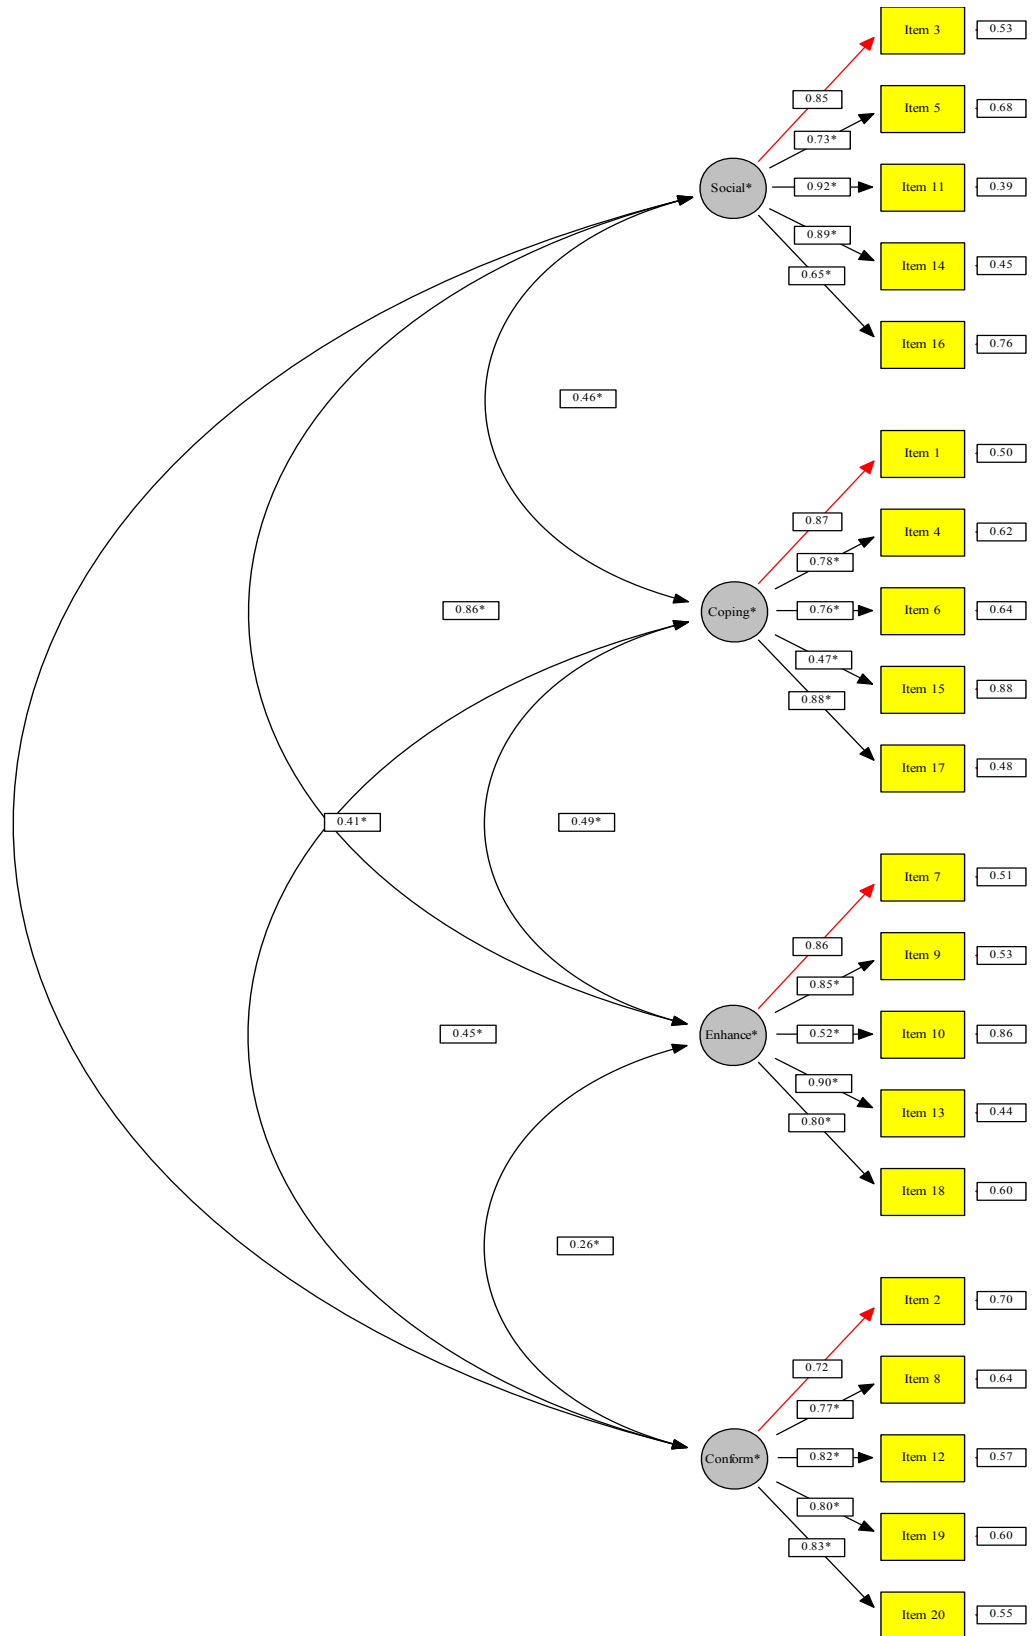 Item 3
0.53
0.85
Item 5
0.68
0.73*
Social*
0.92*
Item 11
0.39
0.89*
Item 14
0.45
0.65*
Item 16
0.76
0.46*
Item 1
0.50
0.87
Item 4
0.62
0.78*
Coping*
0.76*
Item 6
0.64
0.86*
0.47*
Item 15
0.88
0.88*
Item 17
0.48
0.41*
0.49*
Item 7
0.51
0.86
Item 9
0.53
0.85*
0.45*
Enhance*
0.52*
Item 10
0.86
0.90*
Item 13
0.44
0.80*
Item 18
0.60
0.26*
Item 2
0.70
0.72
Item 8
0.64
0.77*
Conform*
0.82*
Item 12
0.57
0.80*
Item 19
0.60
0.83*
Item 20
0.55